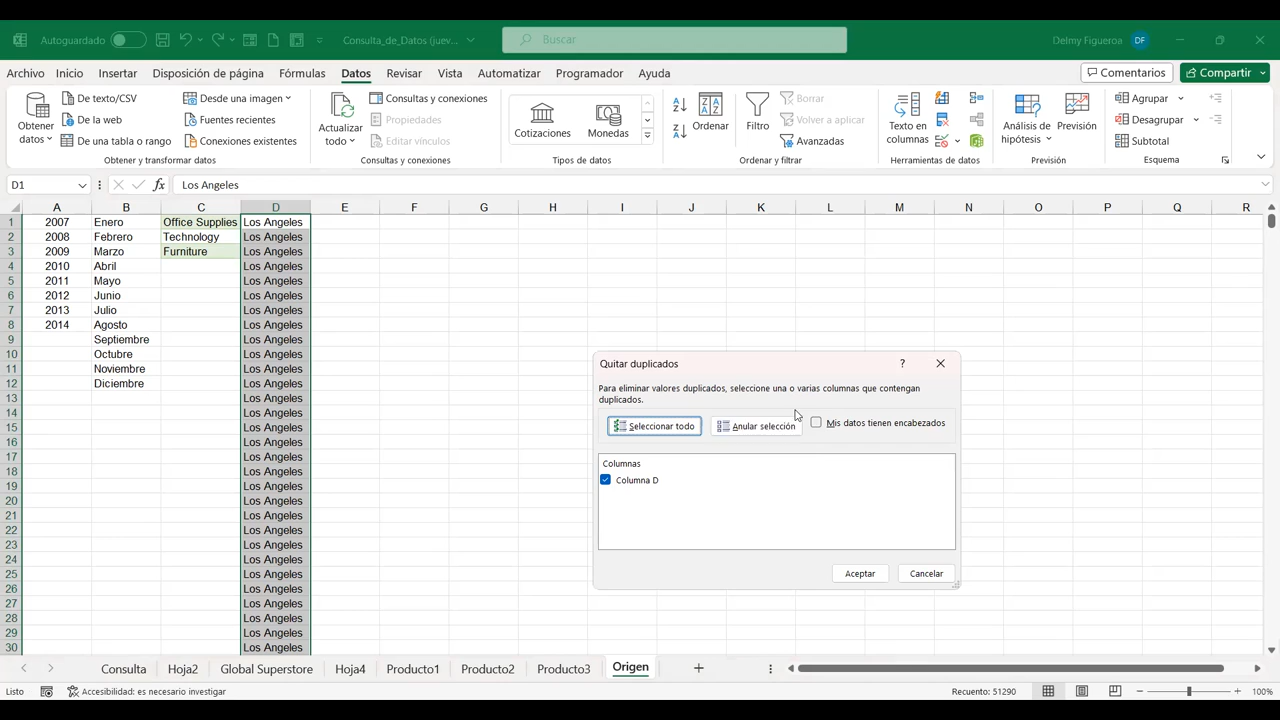 Autoguardado
Consulta_de_Datos (juev...
Buscar
Delmy Figueroa
DF
Archivo Inicio Insertar Disposición de página Fórmulas Datos Revisar Vista Automatizar Programador Ayuda
Comentarios
Compartir
Obtener datos
De texto/CSV
De la web
De una tabla o rango
Desde una imagen
Fuentes recientes
Conexiones existentes
Obtener y transformar datos
Actualizar todo
Consultas y conexiones
Propiedades
Editar vínculos
Consultas y conexiones
Cotizaciones
Monedas
Tipos de datos
Ordenar
Filtro
Borrar
Volver a aplicar
Avanzadas
Ordenar y filtrar
Texto en columnas
Herramientas de datos
Análisis de hipótesis
Previsión
Previsión
Agrupar
Desagrupar
Subtotal
Esquema
D1
fx
Los Angeles
A B C D E F G H I J K L M N O P Q R
1 2007 Enero Office Supplies Los Angeles
2 2008 Febrero Technology Los Angeles
3 2009 Marzo Furniture Los Angeles
4 2010 Abril Los Angeles
5 2011 Mayo Los Angeles
6 2012 Junio Los Angeles
7 2013 Julio Los Angeles
8 2014 Agosto Los Angeles
9 Septiembre Los Angeles
10 Octubre Los Angeles
11 Noviembre Los Angeles
12 Diciembre Los Angeles
13 Los Angeles
14 Los Angeles
15 Los Angeles
16 Los Angeles
17 Los Angeles
18 Los Angeles
19 Los Angeles
20 Los Angeles
21 Los Angeles
22 Los Angeles
23 Los Angeles
24 Los Angeles
25 Los Angeles
26 Los Angeles
27 Los Angeles
28 Los Angeles
29 Los Angeles
30 Los Angeles
Quitar duplicados
?
Para eliminar valores duplicados, seleccione una o varias columnas que contengan
duplicados.
Seleccionar todo
Anular selección
Mis datos tienen encabezados
Columnas
Columna D
Aceptar
Cancelar
Consulta Hoja2 Global Superstore Hoja4 Producto1 Producto2 Producto3 Origen
Listo
Accesibilidad: es necesario investigar
Recuento: 51290
100%